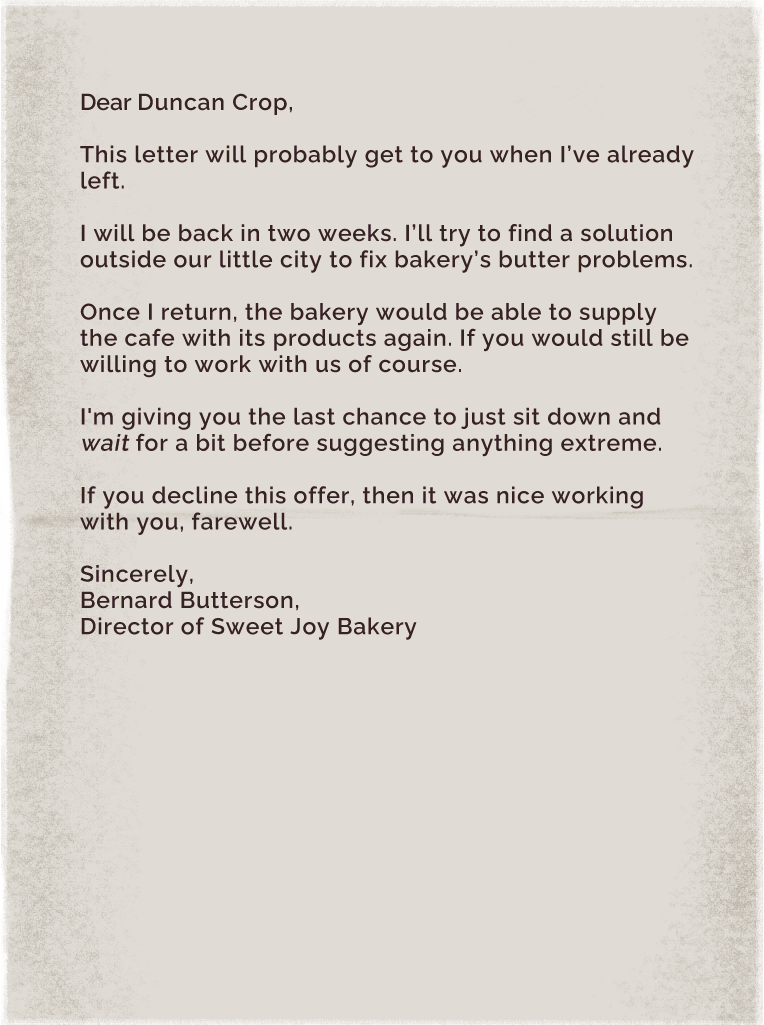 Dear Duncan Crop,
This letter will probably get to you when I’ve already
left.
I will be back in two weeks. I’ll try to find a solution
outside our little city to fix bakery’s butter problems.
Once I return, the bakery would be able to supply
the cafe with its products again. If you would still be
willing to work with us of course.
I'm giving you the last chance to just sit down and
wait for a bit before suggesting anything extreme.
If you decline this offer, then it was nice working
with you, farewell.
Sincerely,
Bernard Butterson,
Director of Sweet Joy Bakery